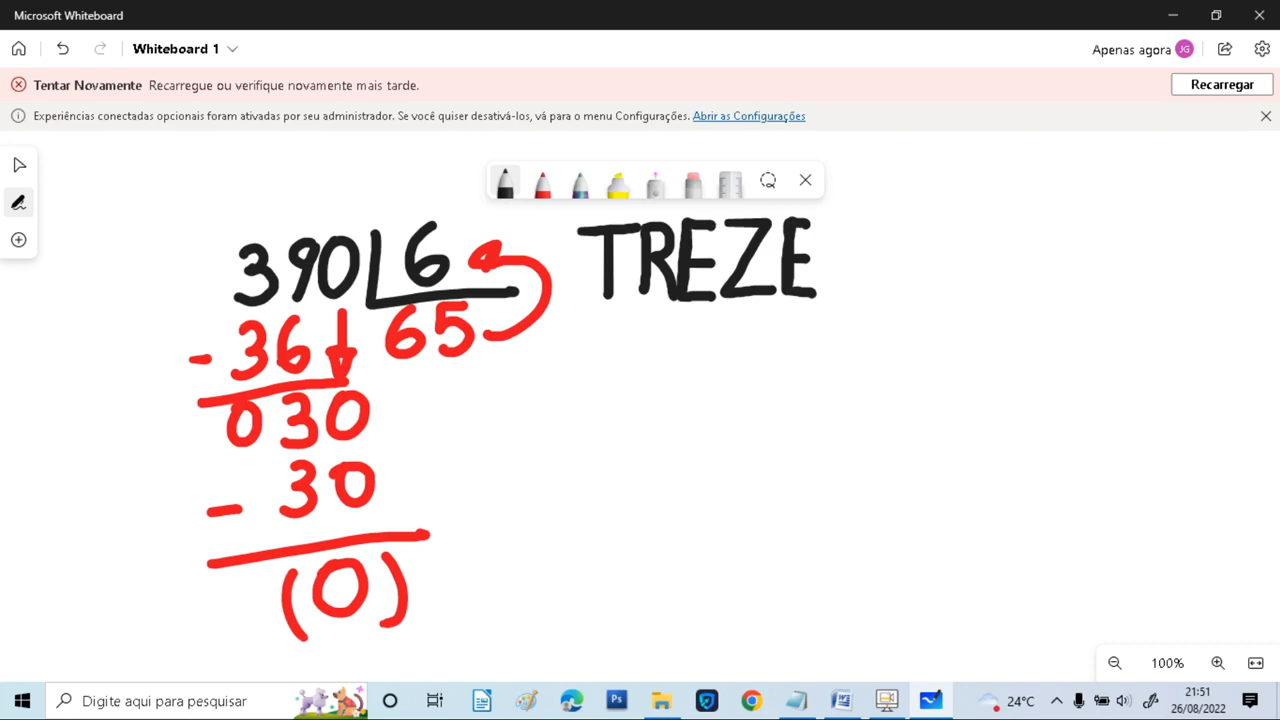 Microsoft Whiteboard
Whiteboard 1
Apenas agora JG
Tentar Novamente Recarregue ou verifique novamente mais tarde. Recarregar
Experiências conectadas opcionais foram ativadas por seu administrador. Se você quiser desativá-los, vá para o menu Configurações. Abrir as Configurações
390 6 TREZE
- 36 65
030
- 30
(0)
100%
Digite aqui para pesquisar
Ps
W
24°C
21:51
26/08/2022